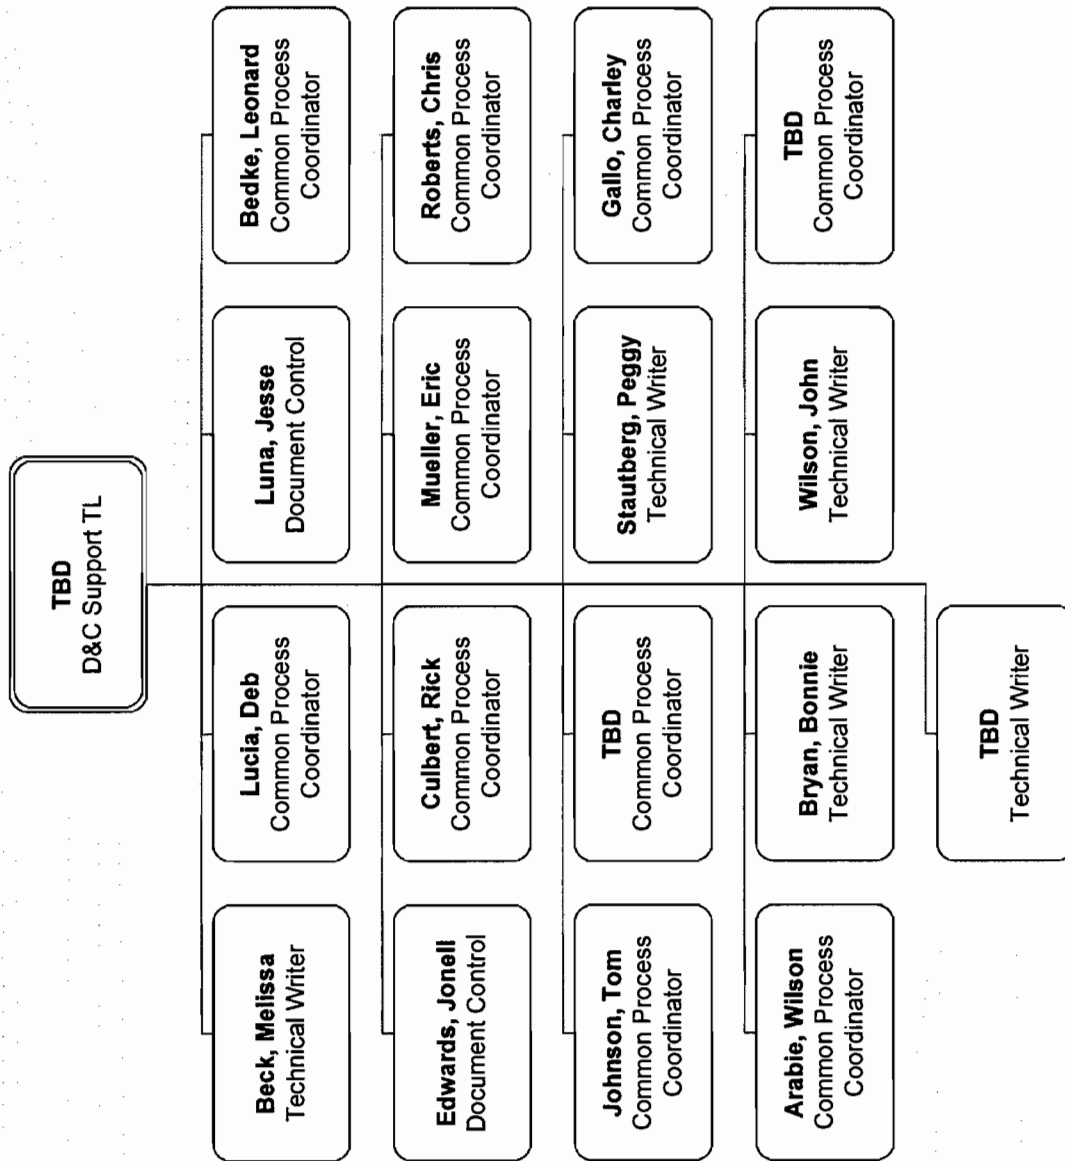 TBD
D&C Support TL
Beck, Melissa
Technical Writer
Lucia, Deb
Common Process
Coordinator
Luna, Jesse
Document Control
Bedke, Leonard
Common Process
Coordinator
Edwards, Jonell
Document Control
Culbert, Rick
Common Process
Coordinator
Mueller, Eric
Common Process
Coordinator
Roberts, Chris
Common Process
Coordinator
Johnson, Tom
Common Process
Coordinator
TBD
Common Process
Coordinator
Stautberg, Peggy
Technical Writer
Gallo, Charley
Common Process
Coordinator
Arabie, Wilson
Common Process
Coordinator
Bryan, Bonnie
Technical Writer
Wilson, John
Technical Writer
TBD
Common Process
Coordinator
TBD
Technical Writer